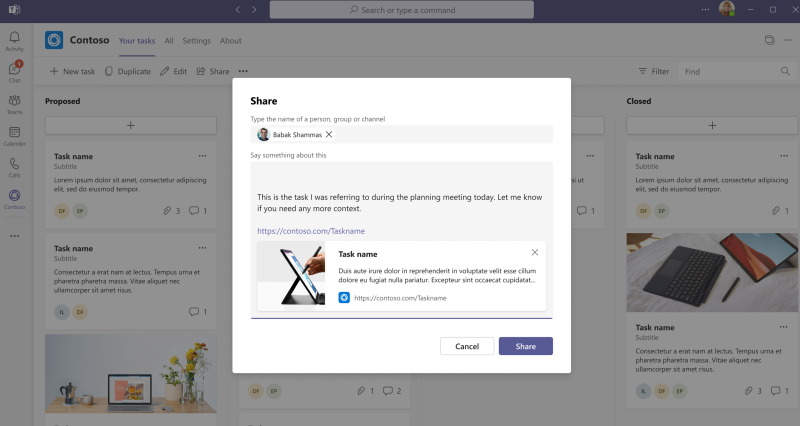 Search or type a command
Activity
Chat
1
Teams
Calender
Calls
Contoso
Contoso
Your tasks
All
Settings
About
New task
Duplicate
Edit
Share
Filter
Find
Proposed
Task name
Subtitle
Lorem ipsum dolor sit amet, consectetur adipiscing
elit, sed do eiusmod tempor.
DF
EP
3
1
Task name
Subtitle
Consectetur a erat nam at lectus. Tempus urna et
pharetra pharetra massa. Vitae aliquet nec
ullamcorper sit amet risus.
IL
DF
1
DF
EP
1
2
Share
Type the name of a person, group or channel
Babak Shammas
Say something about this
This is the task I was referring to during the planning meeting today. Let me know
if you need any more context.
https://contoso.com/Taskname
Task name
Duis aute irure dolor in reprehenderit in voluptate velit esse cillum
dolore eu fugiat nulla pariatur. Excepteur sint occaecat cupidatat...
https://contoso.com/Taskname
Cancel
Share
1
Closed
Task name
Subtitle
Lorem ipsum dolor sit amet, consectetur adipiscing
elit, sed do eiusmod tempor.
DF
EP
3
1
Task name
Subtitle
Consectetur a erat nam at lectus. Tempus urna et
pharetra pharetra massa. Vitae aliquet nec
ullamcorper sit amet risus.
IL
DF
EP
3
1